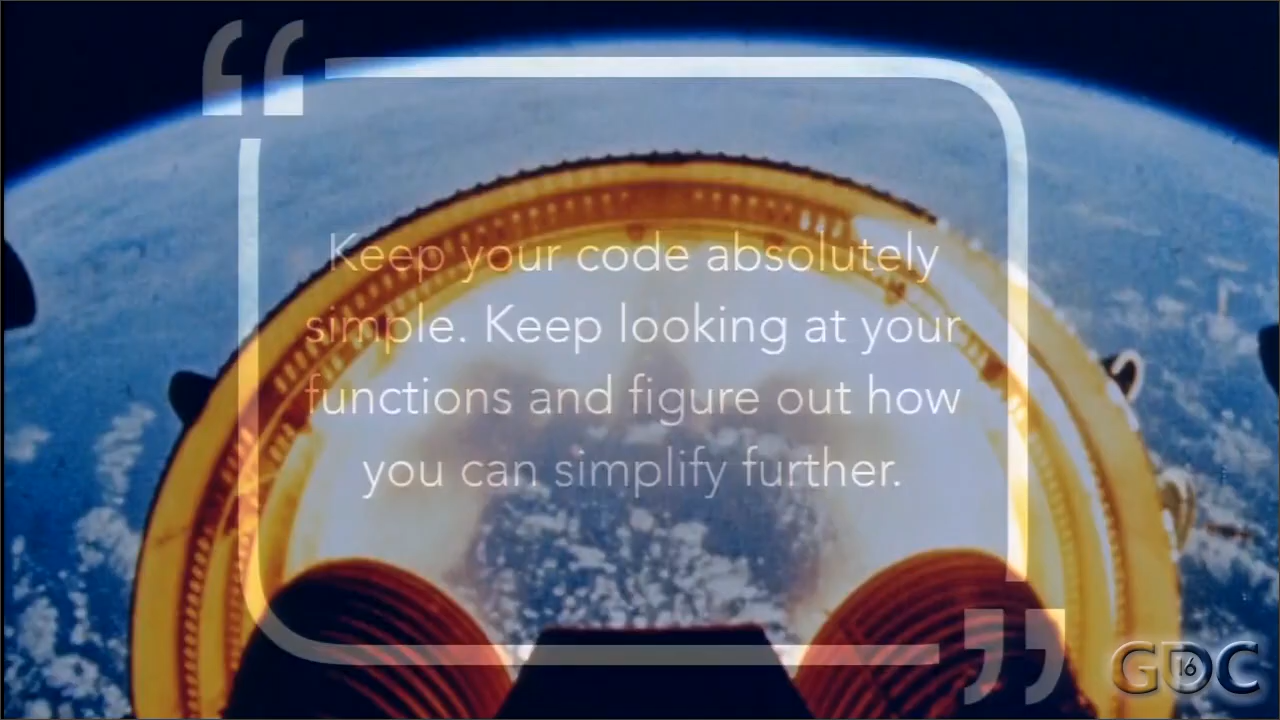 Keep your code absolutely
simple. Keep looking at your
functions and figure out how
you can simplify further.
GDC
16